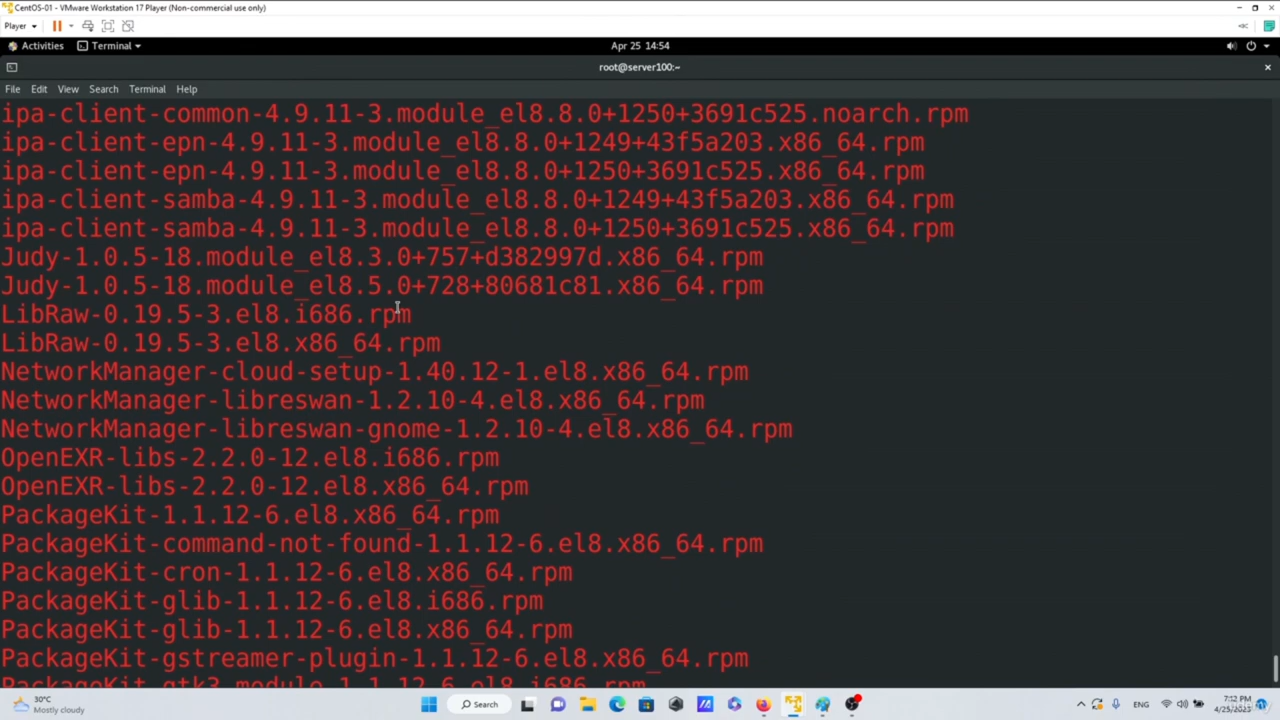 CentOS-01 - VMware Workstation 17 Player (Non-commercial use only)
Player
Activities Terminal Apr 25 14:54
root@server100:~
File Edit View Search Terminal Help
ipa-client-common-4.9.11-3.module_el8.8.0+1250+3691c525.noarch.rpm
ipa-client-epn-4.9.11-3.module_el8.8.0+1249+43f5a203.x86_64.rpm
ipa-client-epn-4.9.11-3.module_el8.8.0+1250+3691c525.x86_64.rpm
ipa-client-samba-4.9.11-3.module_el8.8.0+1249+43f5a203.x86_64.rpm
ipa-client-samba-4.9.11-3.module_el8.8.0+1250+3691c525.x86_64.rpm
Judy-1.0.5-18.module_el8.3.0+757+d382997d.x86_64.rpm
Judy-1.0.5-18.module_el8.5.0+728+80681c81.x86_64.rpm
LibRaw-0.19.5-3.el8.i686.rpm
LibRaw-0.19.5-3.el8.x86_64.rpm
NetworkManager-cloud-setup-1.40.12-1.el8.x86_64.rpm
NetworkManager-libreswan-1.2.10-4.el8.x86_64.rpm
NetworkManager-libreswan-gnome-1.2.10-4.el8.x86_64.rpm
OpenEXR-libs-2.2.0-12.el8.i686.rpm
OpenEXR-libs-2.2.0-12.el8.x86_64.rpm
PackageKit-1.1.12-6.el8.x86_64.rpm
PackageKit-command-not-found-1.1.12-6.el8.x86_64.rpm
PackageKit-cron-1.1.12-6.el8.x86_64.rpm
PackageKit-glib-1.1.12-6.el8.i686.rpm
PackageKit-glib-1.1.12-6.el8.x86_64.rpm
PackageKit-gstreamer-plugin-1.1.12-6.el8.x86_64.rpm
PackageKit-gtk3-module-1.1.12-6.el8.i686.rpm
30°C
Mostly cloudy
Search
ENG
7:12 PM
4/25/2023